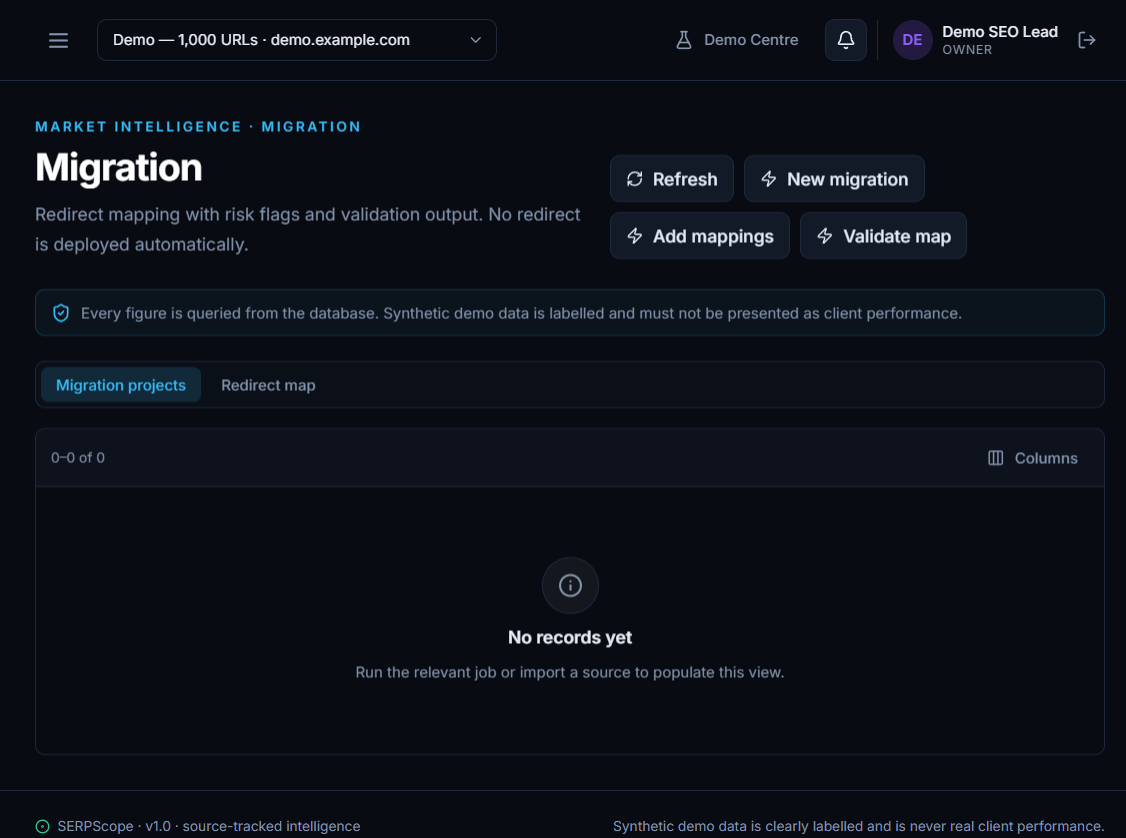 Demo — 1,000 URLs · demo.example.com
Demo Centre
DE
Demo SEO Lead
OWNER
MARKET INTELLIGENCE · MIGRATION
Migration
Redirect mapping with risk flags and validation output. No redirect
is deployed automatically.
Refresh
New migration
Add mappings
Validate map
Every figure is queried from the database. Synthetic demo data is labelled and must not be presented as client performance.
Migration projects
Redirect map
0–0 of 0
Columns
No records yet
Run the relevant job or import a source to populate this view.
SERPScope · v1.0 · source-tracked intelligence
Synthetic demo data is clearly labelled and is never real client performance.